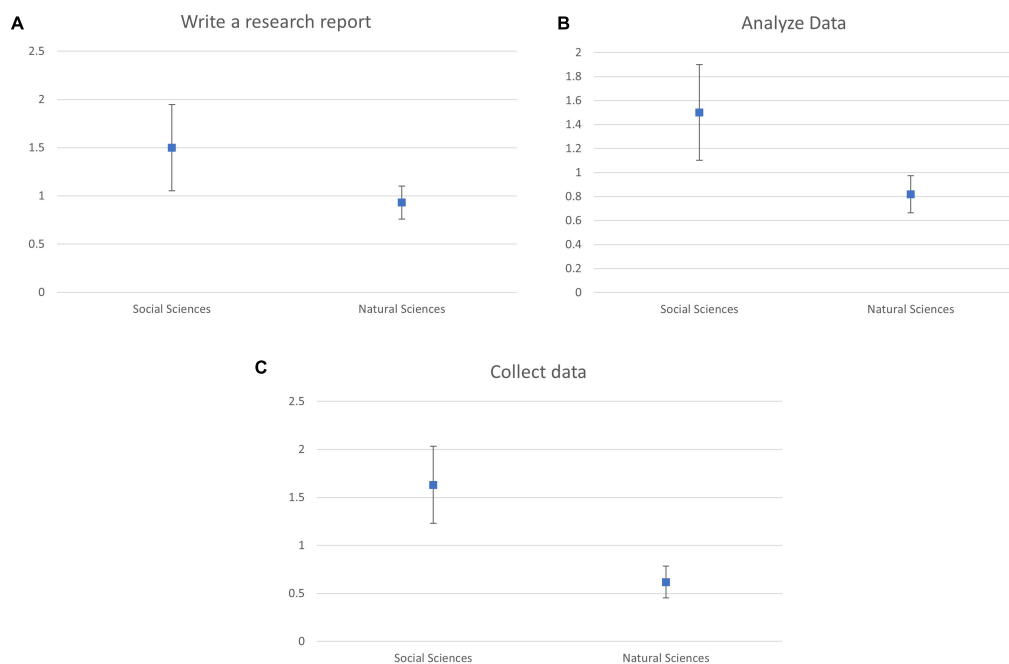 A
Write a research report
2.5
2
1.5
1
0.5
0
Social Sciences Natural Sciences
B
Analyze Data
2
1.8
1.6
1.4
1.2
1
0.8
0.6
0.4
0.2
0
Social Sciences Natural Sciences
C
Collect data
2.5
2
1.5
1
0.5
0
Social Sciences Natural Sciences